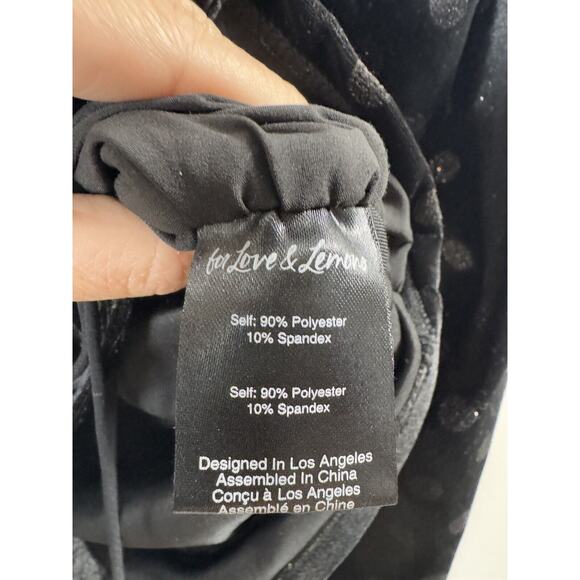 for Love & Lemons
Self: 90% Polyester
10% Spandex
Self: 90% Polyester
10% Spandex
Designed In Los Angeles
Assembled In China
Conçu à Los Angeles
Assemblé en Chine